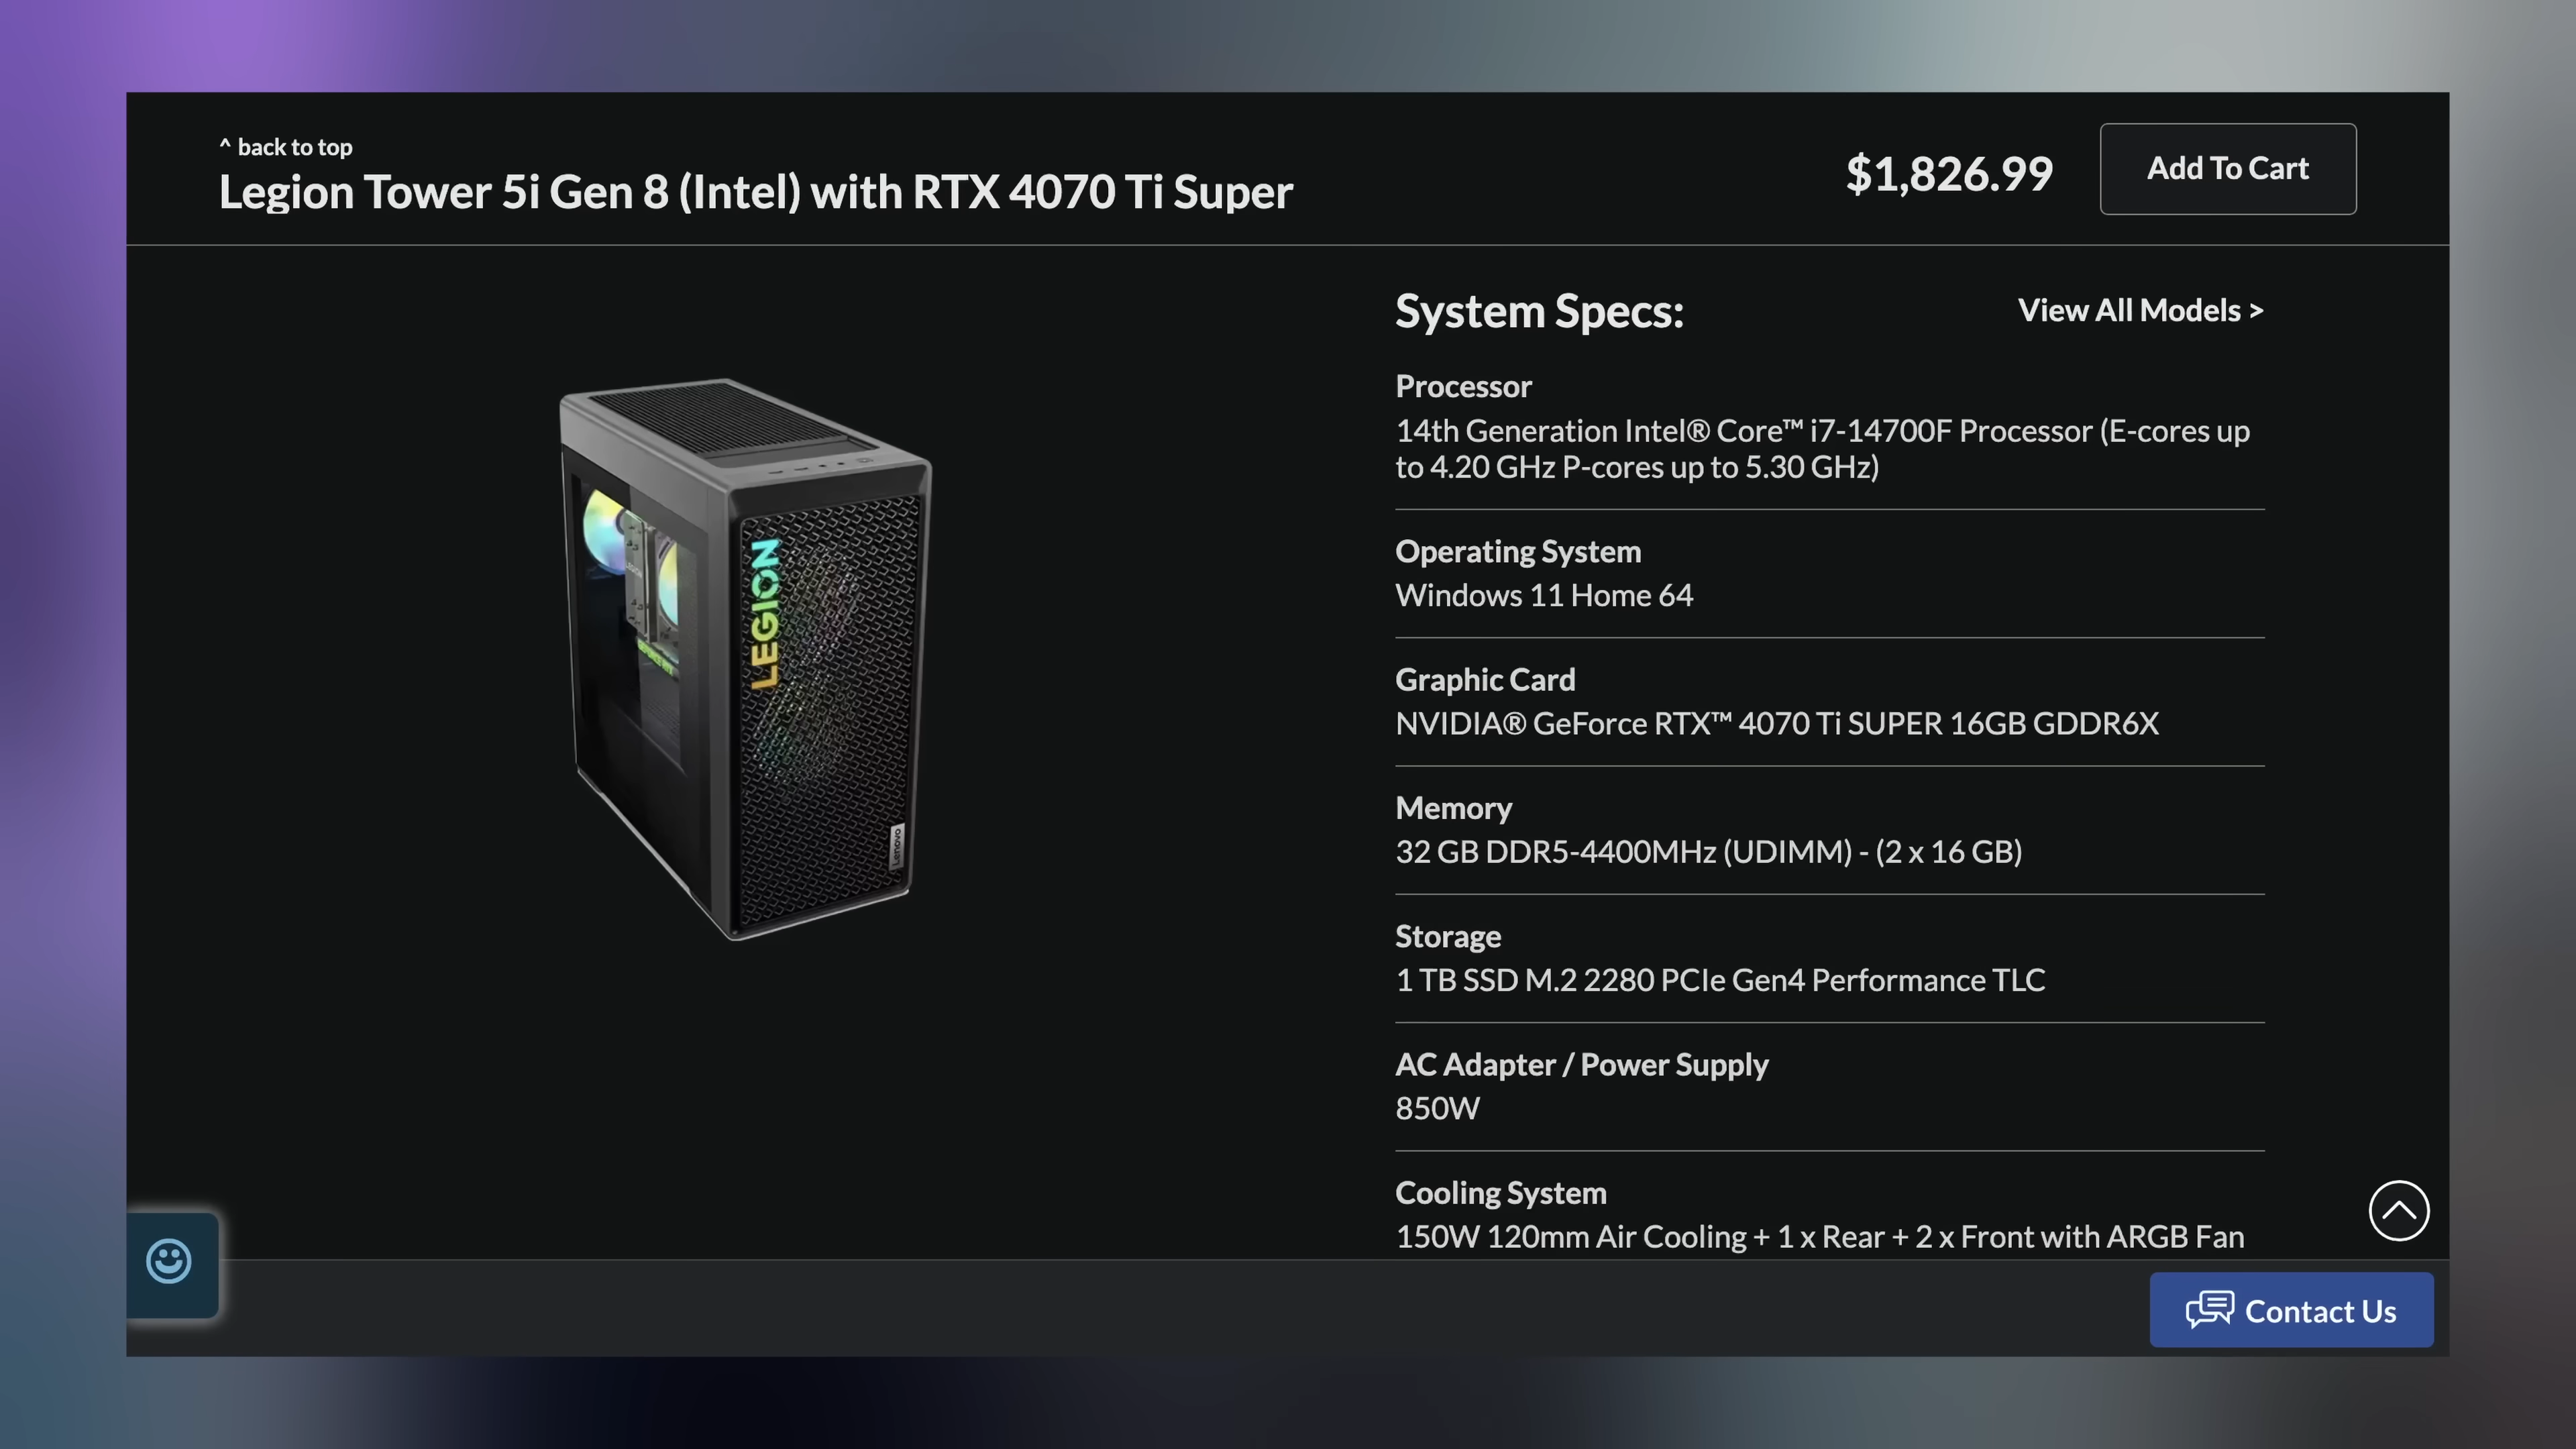 ^ back to top
Legion Tower 5i Gen 8 (Intel) with RTX 4070 Ti Super
$1,826.99
Add To Cart
System Specs:
View All Models >
Processor
14th Generation Intel® Core™ i7-14700F Processor (E-cores up
to 4.20 GHz P-cores up to 5.30 GHz)
Operating System
Windows 11 Home 64
Graphic Card
NVIDIA® GeForce RTX™ 4070 Ti SUPER 16GB GDDR6X
Memory
32 GB DDR5-4400MHz (UDIMM) - (2 x 16 GB)
Storage
1 TB SSD M.2 2280 PCIe Gen4 Performance TLC
AC Adapter / Power Supply
850W
Cooling System
150W 120mm Air Cooling + 1 x Rear + 2 x Front with ARGB Fan
LEGION
GEFORCE RTX
Lenovo
Contact Us